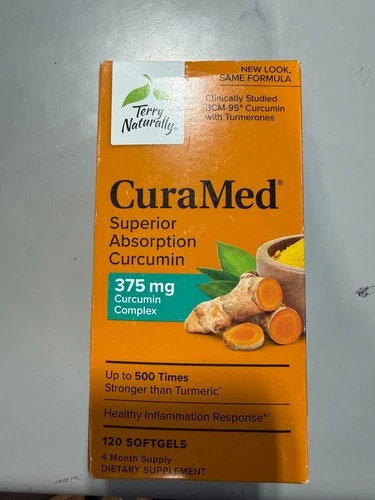 NEW LOOK,
SAME FORMULA
Terry
Naturally®
Clinically Studied
BCM-95® Curcumin
with Turmerones
CuraMed®
Superior
Absorption
Curcumin
375 mg
Curcumin
Complex
Up to 500 Times
Stronger than Turmeric^
Healthy Inflammation Response*†
120 SOFTGELS
4 Month Supply
DIETARY SUPPLEMENT